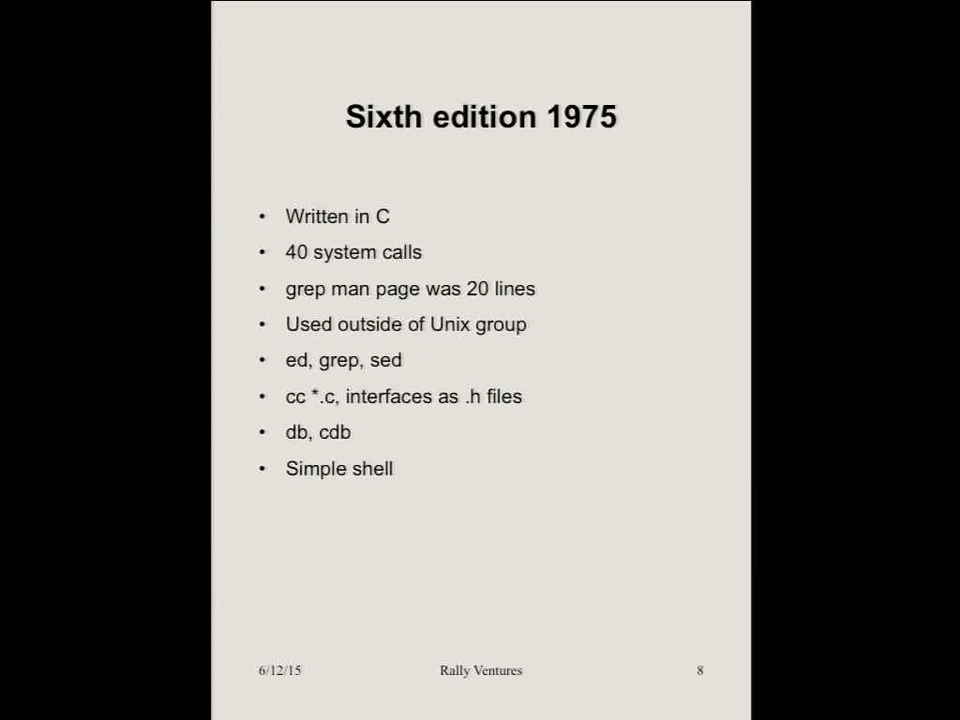 Sixth edition 1975
• Written in C
• 40 system calls
• grep man page was 20 lines
• Used outside of Unix group
• ed, grep, sed
• cc *.c, interfaces as .h files
• db, cdb
• Simple shell
6/12/15 Rally Ventures 8